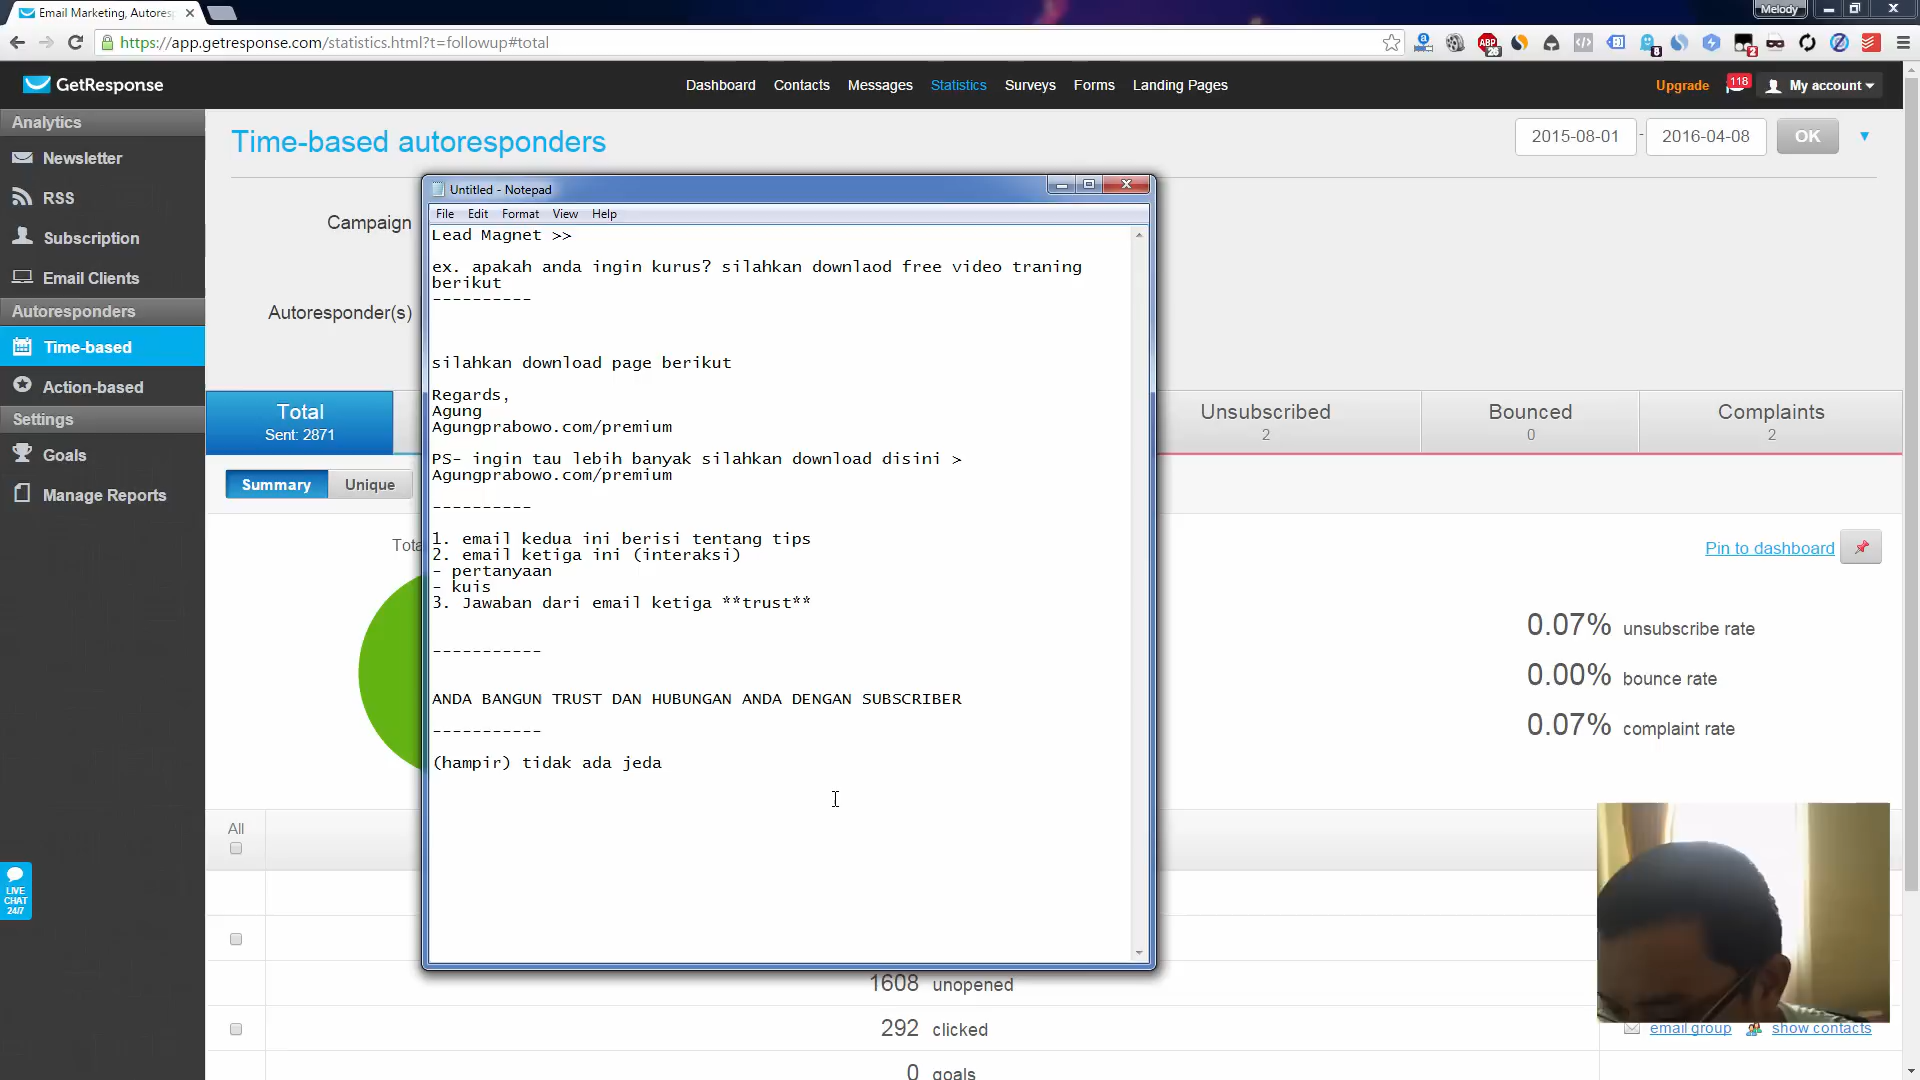 Email Marketing, Autores
Melody
https://app.getresponse.com/statistics.html?t=followup#total
GetResponse
Dashboard
Contacts
Messages
Statistics
Surveys
Forms
Landing Pages
Upgrade
118
My account
Analytics
Newsletter
RSS
Subscription
Email Clients
Autoresponders
Time-based
Action-based
Settings
Goals
Manage Reports
LIVE
CHAT
24/7
Time-based autoresponders
2015-08-01 - 2016-04-08
OK
Campaign
Autoresponder(s)
Total
Sent: 2871
Unsubscribed
2
Bounced
0
Complaints
2
Summary
Unique
Pin to dashboard
0.07% unsubscribe rate
0.00% bounce rate
0.07% complaint rate
All
1608 unopened
292 clicked
0 goals
email group
show contacts
Untitled - Notepad
File Edit Format View Help
Lead Magnet >>
ex. apakah anda ingin kurus? silahkan downlaod free video traning
berikut
----------
silahkan download page berikut
Regards,
Agung
Agungprabowo.com/premium
PS- ingin tau lebih banyak silahkan download disini >
Agungprabowo.com/premium
----------
1. email kedua ini berisi tentang tips
2. email ketiga ini (interaksi)
- pertanyaan
- kuis
3. Jawaban dari email ketiga **trust**
-----------
ANDA BANGUN TRUST DAN HUBUNGAN ANDA DENGAN SUBSCRIBER
-----------
(hampir) tidak ada jeda